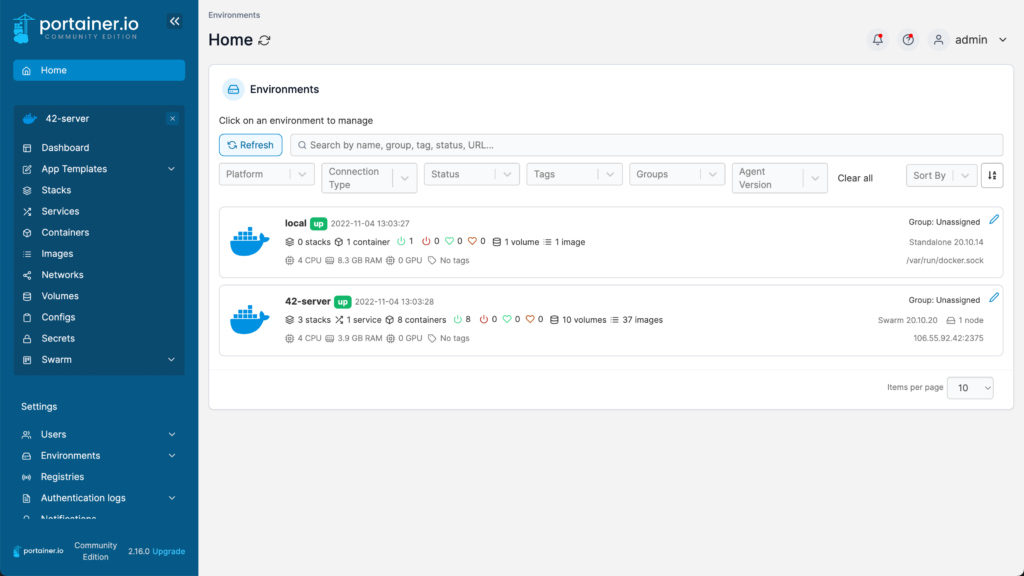 portainer.io
COMMUNITY EDITION
Home
42-server
Dashboard
App Templates
Stacks
Services
Containers
Images
Networks
Volumes
Configs
Secrets
Swarm
Settings
Users
Environments
Registries
Authentication logs
Notifications
portainer.io Community Edition 2.16.0 Upgrade
Environments
Home
admin
Environments
Click on an environment to manage
Refresh
Search by name, group, tag, status, URL...
Platform Connection Type Status Tags Groups Agent Version Clear all Sort By
local up 2022-11-04 13:03:27 Group: Unassigned
0 stacks 1 container 1 0 0 0 1 volume 1 image Standalone 20.10.14
4 CPU 8.3 GB RAM 0 GPU No tags /var/run/docker.sock
42-server up 2022-11-04 13:03:28 Group: Unassigned
3 stacks 1 service 8 containers 8 0 0 0 10 volumes 37 images Swarm 20.10.20 1 node
4 CPU 3.9 GB RAM 0 GPU No tags 106.55.92.42:2375
Items per page 10